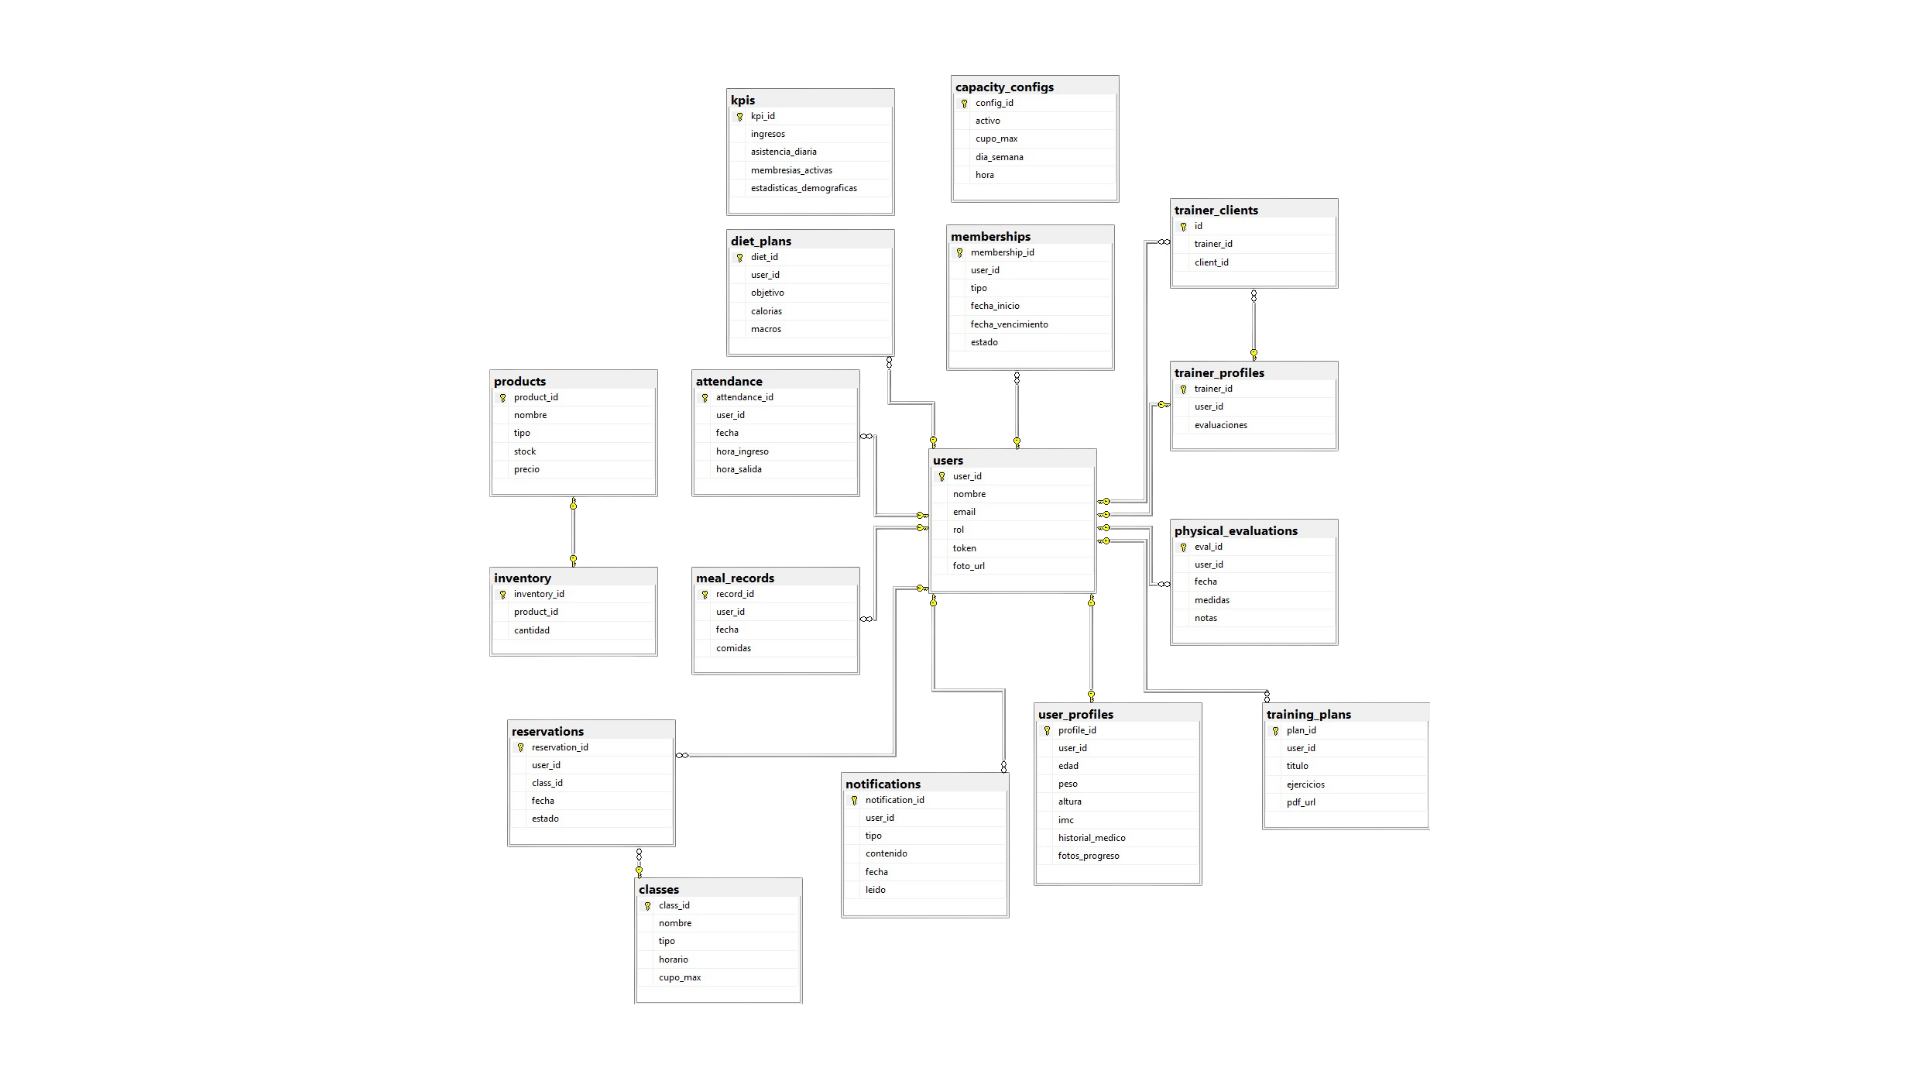 kpis
kpi_id
ingresos
asistencia_diaria
membresias_activas
estadisticas_demograficas
capacity_configs
config_id
activo
cupo_max
dia_semana
hora
trainer_clients
id
trainer_id
client_id
diet_plans
diet_id
user_id
objetivo
calorias
macros
memberships
membership_id
user_id
tipo
fecha_inicio
fecha_vencimiento
estado
trainer_profiles
trainer_id
user_id
evaluaciones
products
product_id
nombre
tipo
stock
precio
attendance
attendance_id
user_id
fecha
hora_ingreso
hora_salida
users
user_id
nombre
email
rol
token
foto_url
physical_evaluations
eval_id
user_id
fecha
medidas
notas
inventory
inventory_id
product_id
cantidad
meal_records
record_id
user_id
fecha
comidas
reservations
reservation_id
user_id
class_id
fecha
estado
notifications
notification_id
user_id
tipo
contenido
fecha
leido
user_profiles
profile_id
user_id
edad
peso
altura
imc
historial_medico
fotos_progreso
training_plans
plan_id
user_id
titulo
ejercicios
pdf_url
classes
class_id
nombre
tipo
horario
cupo_max